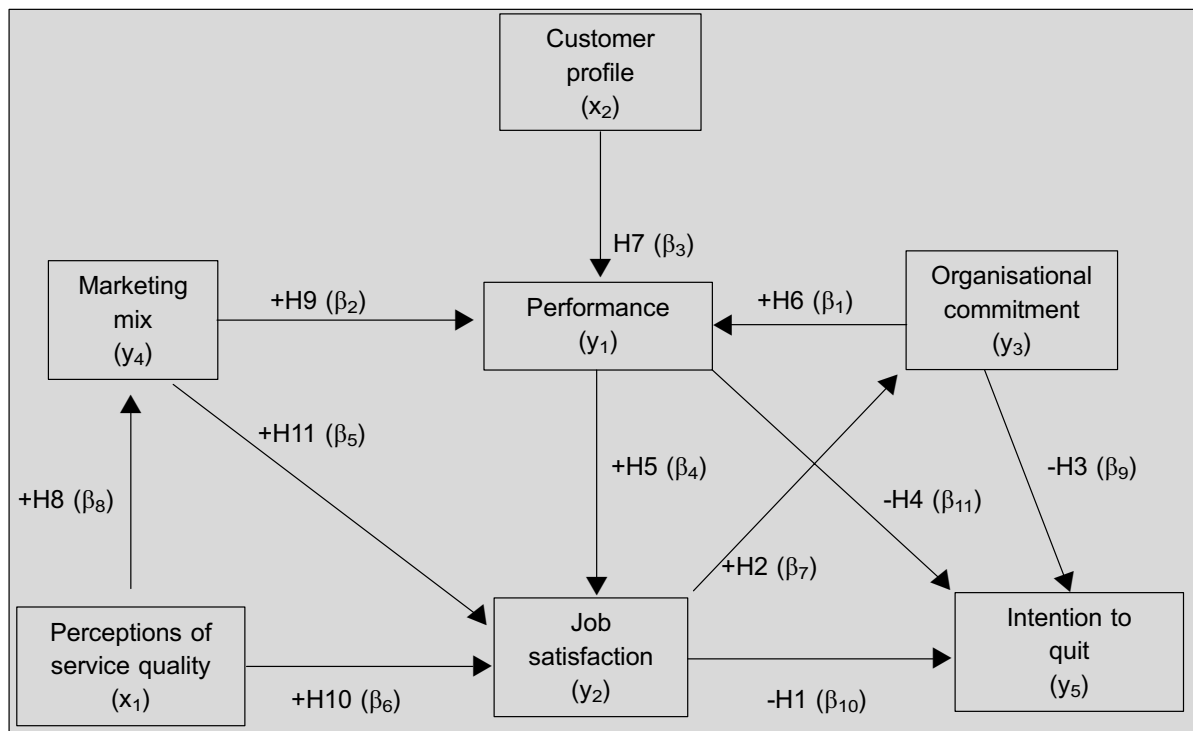 Customer
profile
(x₂)
H7 (β₃)
Marketing
mix
(y₄)
+H9 (β₂)
Performance
(y₁)
+H6 (β₁)
Organisational
commitment
(y₃)
+H11 (β₅)
+H5 (β₄)
-H3 (β₉)
+H8 (β₈)
-H4 (β₁₁)
+H2 (β₇)
Perceptions of
service quality
(x₁)
+H10 (β₆)
Job
satisfaction
(y₂)
-H1 (β₁₀)
Intention to
quit
(y₅)